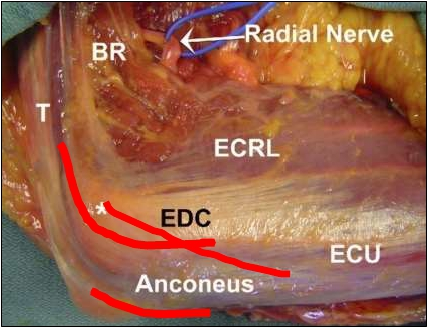 Radial Nerve
BR
T
ECRL
*
EDC
ECU
Anconeus